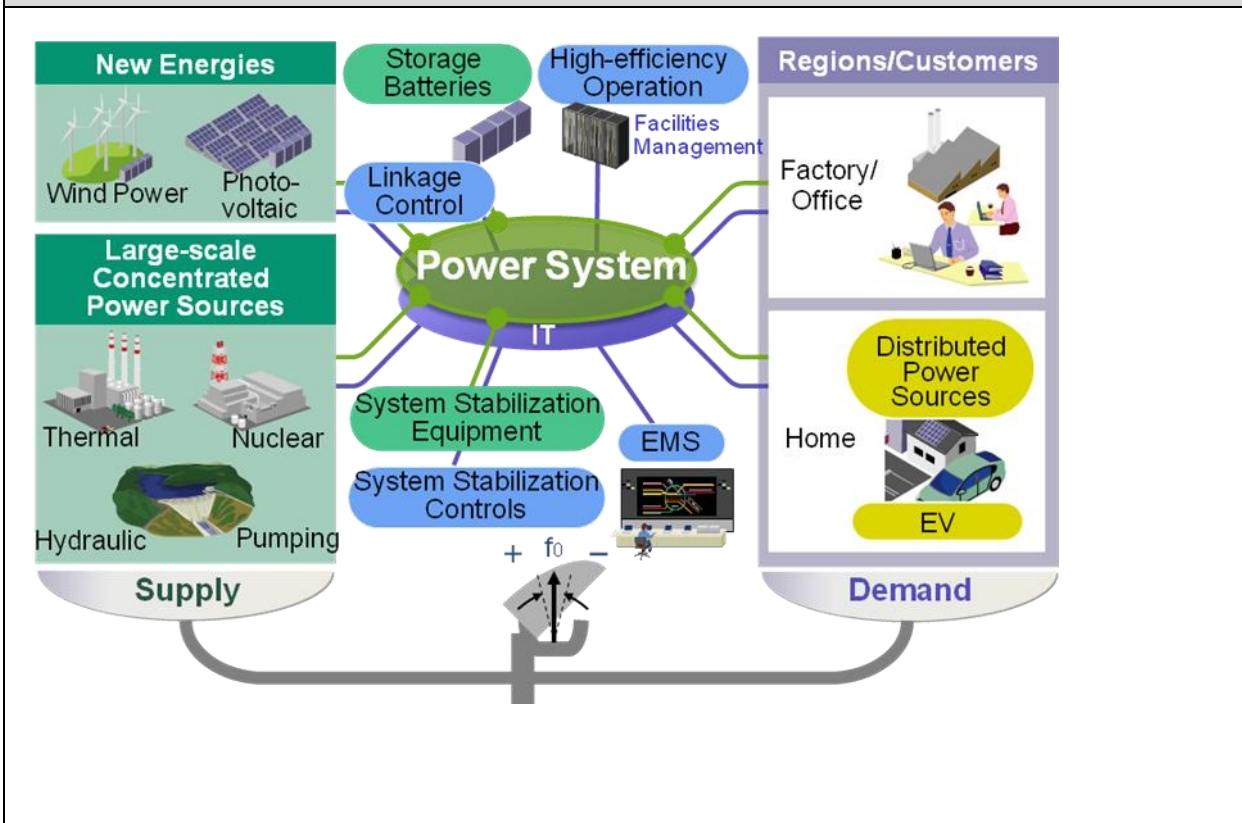 New Energies
Wind Power
Photo-
voltaic
Large-scale
Concentrated
Power Sources
Thermal
Nuclear
Hydraulic
Pumping
Supply
Storage
Batteries
High-efficiency
Operation
Facilities
Management
Linkage
Control
Power System
IT
System Stabilization
Equipment
System Stabilization
Controls
EMS
+ f0 −
Regions/Customers
Factory/
Office
Distributed
Power
Sources
Home
EV
Demand